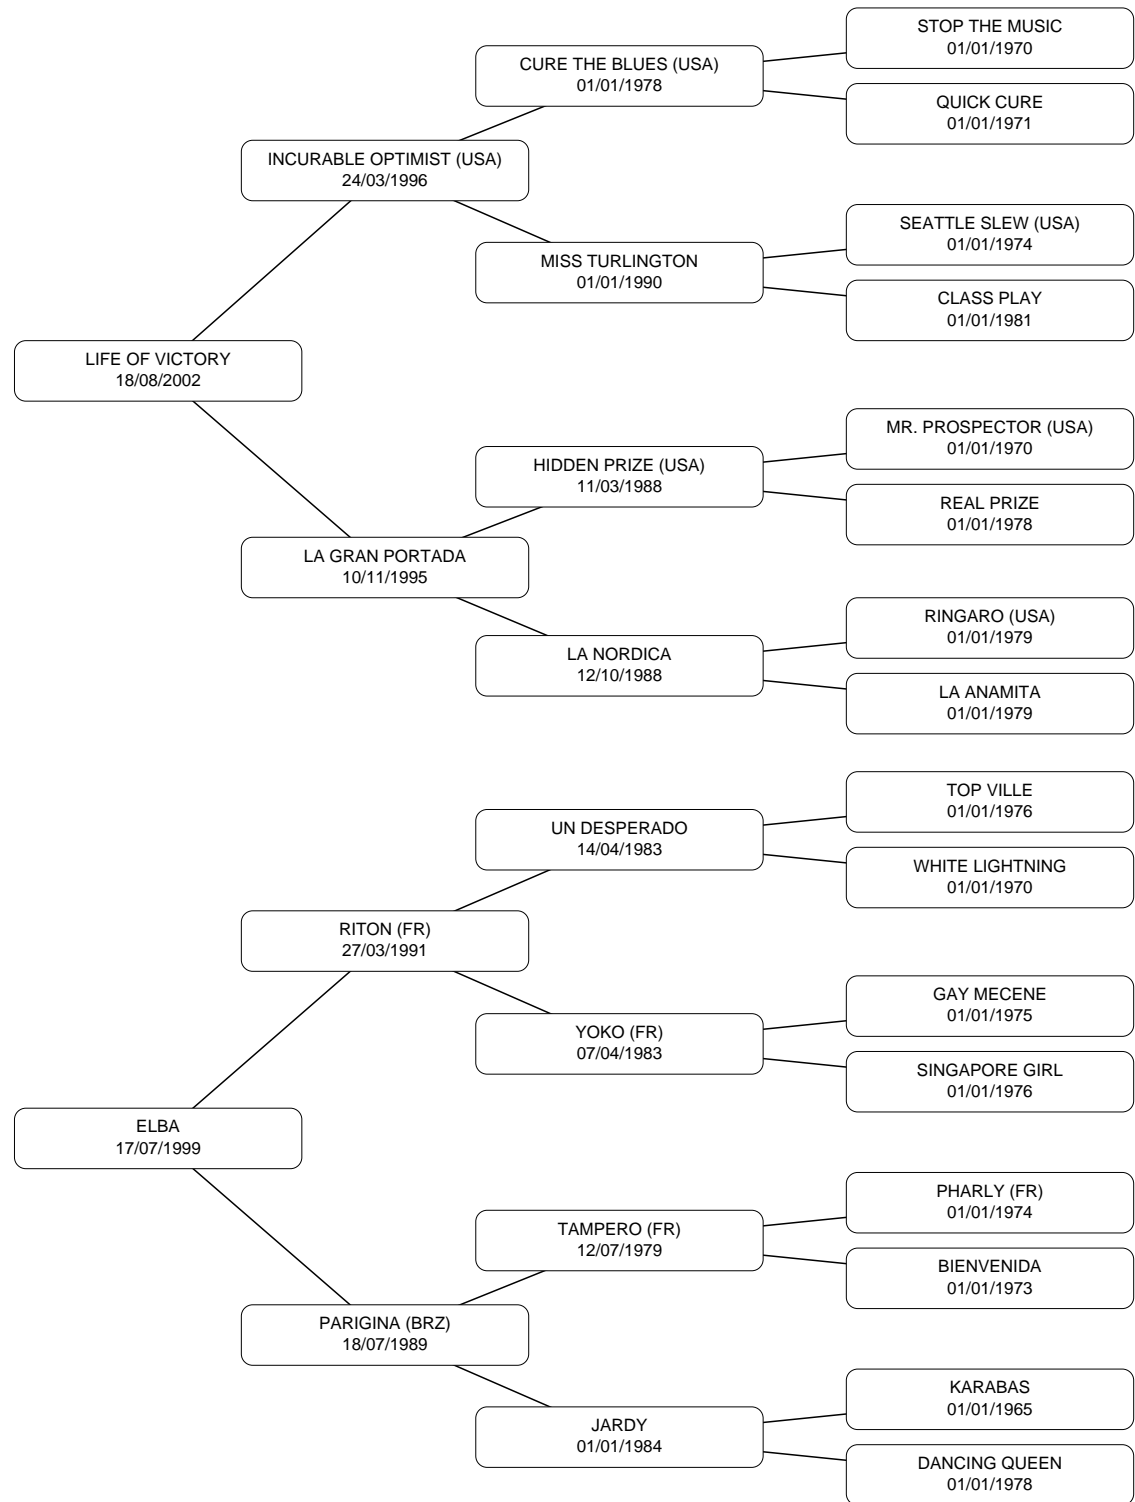 STOP THE MUSIC
01/01/1970
CURE THE BLUES (USA)
01/01/1978
QUICK CURE
01/01/1971
INCURABLE OPTIMIST (USA)
24/03/1996
SEATTLE SLEW (USA)
01/01/1974
MISS TURLINGTON
01/01/1990
CLASS PLAY
01/01/1981
LIFE OF VICTORY
18/08/2002
MR. PROSPECTOR (USA)
01/01/1970
HIDDEN PRIZE (USA)
11/03/1988
REAL PRIZE
01/01/1978
LA GRAN PORTADA
10/11/1995
RINGARO (USA)
01/01/1979
LA NORDICA
12/10/1988
LA ANAMITA
01/01/1979
TOP VILLE
01/01/1976
UN DESPERADO
14/04/1983
WHITE LIGHTNING
01/01/1970
RITON (FR)
27/03/1991
GAY MECENE
01/01/1975
YOKO (FR)
07/04/1983
SINGAPORE GIRL
01/01/1976
ELBA
17/07/1999
PHARLY (FR)
01/01/1974
TAMPERO (FR)
12/07/1979
BIENVENIDA
01/01/1973
PARIGINA (BRZ)
18/07/1989
KARABAS
01/01/1965
JARDY
01/01/1984
DANCING QUEEN
01/01/1978